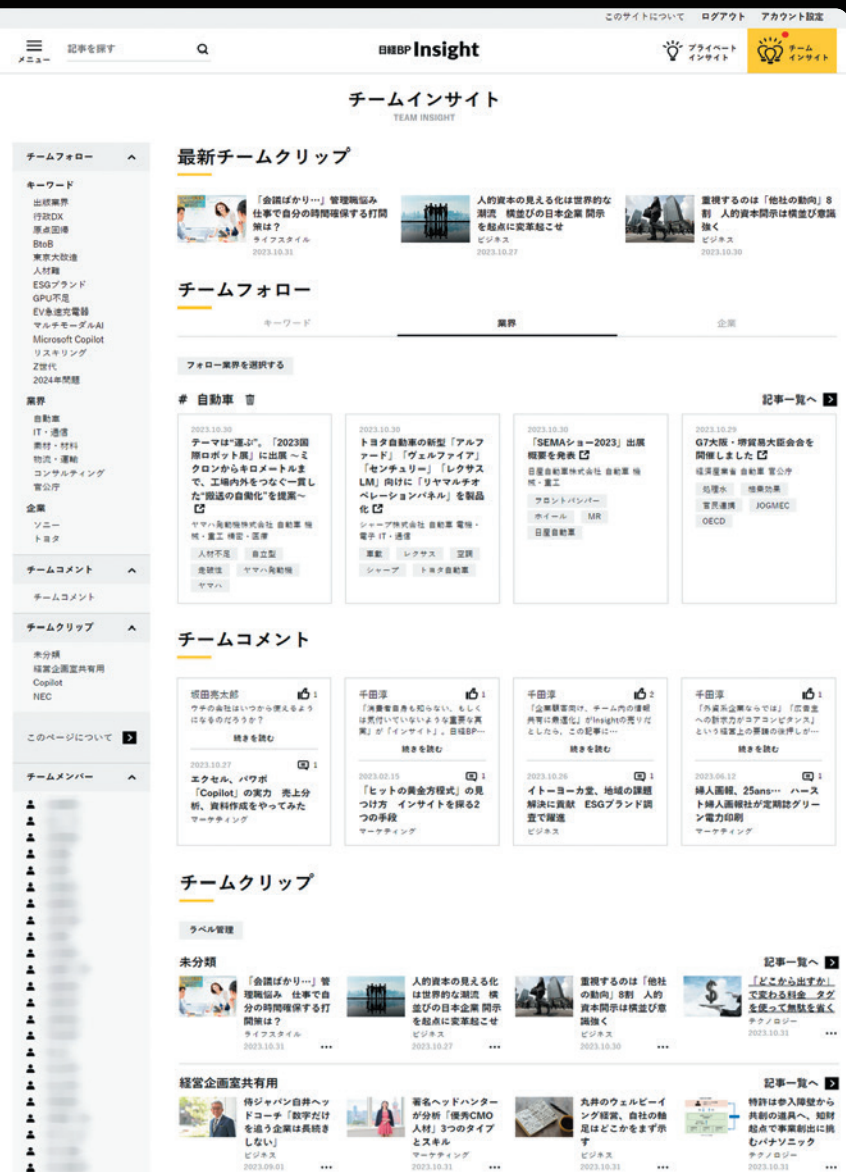 このサイトについて ログアウト アカウント設定
メニュー
記事を探す
日経BP Insight
プライベート
インサイト
チーム
インサイト
チームインサイト
TEAM INSIGHT
チームフォロー
キーワード
出版業界
行政DX
原点回帰
BtoB
東京大改造
人材難
ESGブランド
GPU不足
EV急速充電器
マルチモーダルAI
Microsoft Copilot
リスキリング
Z世代
2024年問題
業界
自動車
IT・通信
素材・材料
物流・運輸
コンサルティング
官公庁
企業
ソニー
トヨタ
チームコメント
チームコメント
チームクリップ
未分類
経営企画室共有用
Copilot
NEC
このページについて
チームメンバー
最新チームクリップ
「会議ばかり…」管理職悩み
仕事で自分の時間確保する打開
策は?
ライフスタイル
2023.10.31
人的資本の見える化は世界的な
潮流 横並びの日本企業 開示
を起点に変革起こせ
ビジネス
2023.10.27
重視するのは「他社の動向」8
割 人的資本開示は横並び意識
強く
ビジネス
2023.10.30
チームフォロー
キーワード
業界
企業
フォロー業界を選択する
# 自動車
記事一覧へ
2023.10.30
テーマは“運ぶ”。「2023国
際ロボット展」に出展 ～ミ
クロンからキロメートルま
で、工場内外をつなぐ一貫し
た“搬送の自働化”を提案～
ヤマハ発動機株式会社 自動車 機
械・重工 精密・医療
人材不足 自立型
走破性 ヤマハ発動機
ヤマハ
2023.10.30
トヨタ自動車の新型「アルフ
ァード」「ヴェルファイア」
「センチュリー」「レクサス
LM」向けに「リヤマルチオ
ペレーションパネル」を製品
化
シャープ株式会社 自動車 電機・
電子 IT・通信
車載 レクサス 空調
シャープ トヨタ自動車
2023.10.30
「SEMAショー2023」出展
概要を発表
日産自動車株式会社 自動車 機
械・重工
フロントバンパー
ホイール MR
日産自動車
2023.10.29
G7大阪・堺貿易大臣会合を
開催しました
経済産業省 自動車 官公庁
処理水 相乗効果
官民連携 JOGMEC
OECD
チームコメント
坂田亮太郎 1
ウチの会社はいつから使えるよう
になるのだろうか?
続きを読む
2023.10.27 1
エクセル、パワポ
「Copilot」の実力 売上分
析、資料作成をやってみた
マーケティング
千田淳 1
「消費者自身も知らない、もしく
は気付いていないような重要な真
実」が「インサイト」。日経BP…
続きを読む
2023.02.15 1
「ヒットの黄金方程式」の見
つけ方 インサイトを探る2
つの手段
マーケティング
千田淳 2
「企業顧客向け、チーム内の情報
共有に最適化」がInsightの売りだ
としたら、この記事に…
続きを読む
2023.10.26 1
イトーヨーカ堂、地域の課題
解決に貢献 ESGブランド調
査で躍進
ビジネス
千田淳 1
「外資系企業ならでは」「広告主
への訴求力がコアコンピタンス」
という経営上の要請の後押しが…
続きを読む
2023.06.12 1
婦人画報、25ans… ハース
ト婦人画報社が定期誌グリー
ン電力印刷
マーケティング
チームクリップ
ラベル管理
未分類
記事一覧へ
「会議ばかり…」管
理職悩み 仕事で自
分の時間確保する打
開策は?
ライフスタイル
2023.10.31 •••
人的資本の見える化
は世界的な潮流 横
並びの日本企業 開示
を起点に変革起こせ
ビジネス
2023.10.27 •••
重視するのは「他社
の動向」8割 人的
資本開示は横並び意
識強く
ビジネス
2023.10.30 •••
「どこから出すか」
で変わる料金 タグ
を使って無駄を省く
テクノロジー
2023.10.31 •••
経営企画室共有用
記事一覧へ
侍ジャパン白井ヘッ
ドコーチ「数字だけ
を追う企業は長続き
しない」
ビジネス
2023.09.01 •••
著名ヘッドハンター
が分析「優秀CMO
人材」3つのタイプ
とスキル
マーケティング
2023.10.31 •••
丸井のウェルビーイ
ング経営、自社の軸
足はどこかをまず示
す
ビジネス
2023.10.31 •••
特許は参入障壁から
共創の道具へ、知財
起点で事業創出に挑
むパナソニック
テクノロジー
2023.10.31 •••